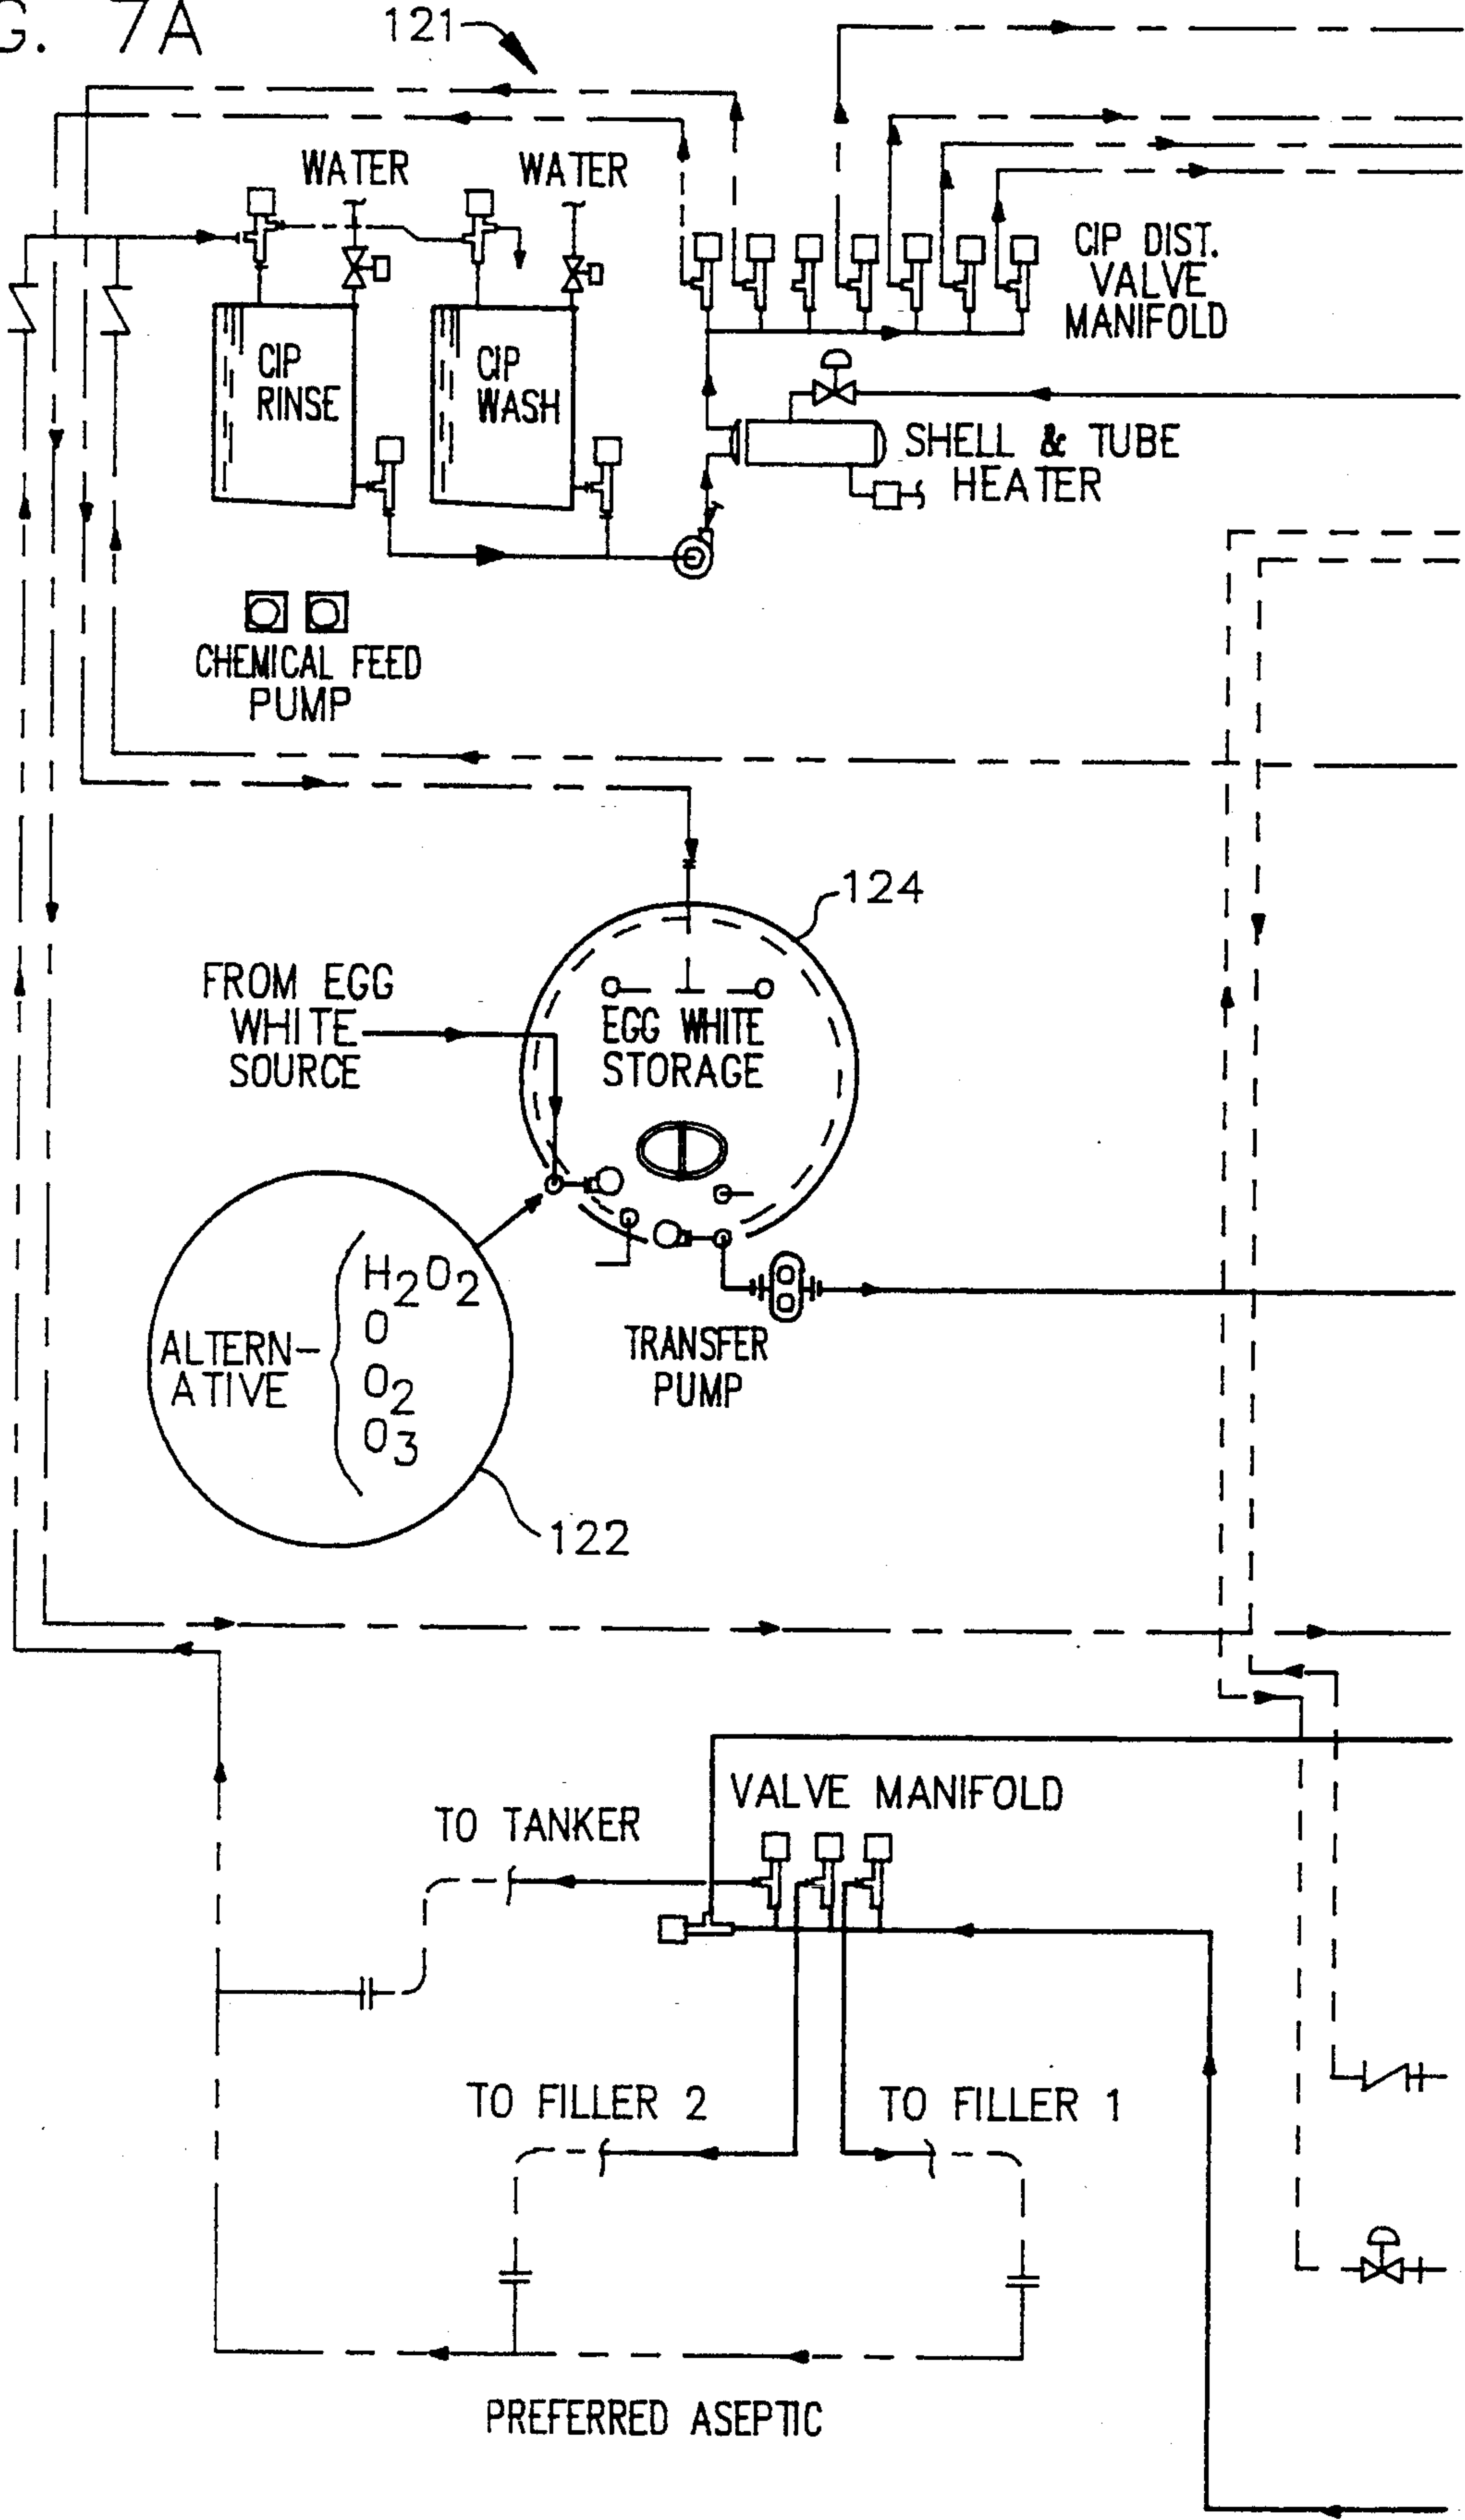 G. 7A
121
WATER
WATER
CIP DIST.
VALVE
MANIFOLD
CIP
RINSE
CIP
WASH
SHELL & TUBE
HEATER
CHEMICAL FEED
PUMP
124
FROM EGG
WHITE
SOURCE
EGG WHITE
STORAGE
H2O2
O
O2
O3
ALTERN-
ATIVE
TRANSFER
PUMP
122
VALVE MANIFOLD
TO TANKER
TO FILLER 2
TO FILLER 1
PREFERRED ASEPTIC